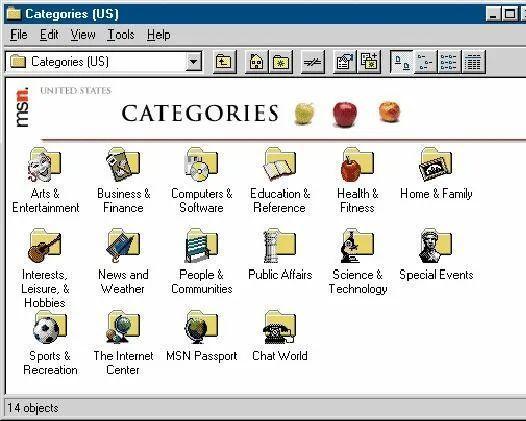 Categories (US)
File Edit View Tools Help
Categories (US)
msn.
UNITED STATES
CATEGORIES
Arts &
Entertainment
Business &
Finance
Computers &
Software
Education &
Reference
Health &
Fitness
Home & Family
Interests,
Leisure, &
Hobbies
News and
Weather
People &
Communities
Public Affairs
Science &
Technology
Special Events
Sports &
Recreation
The Internet
Center
MSN Passport
Chat World
14 objects